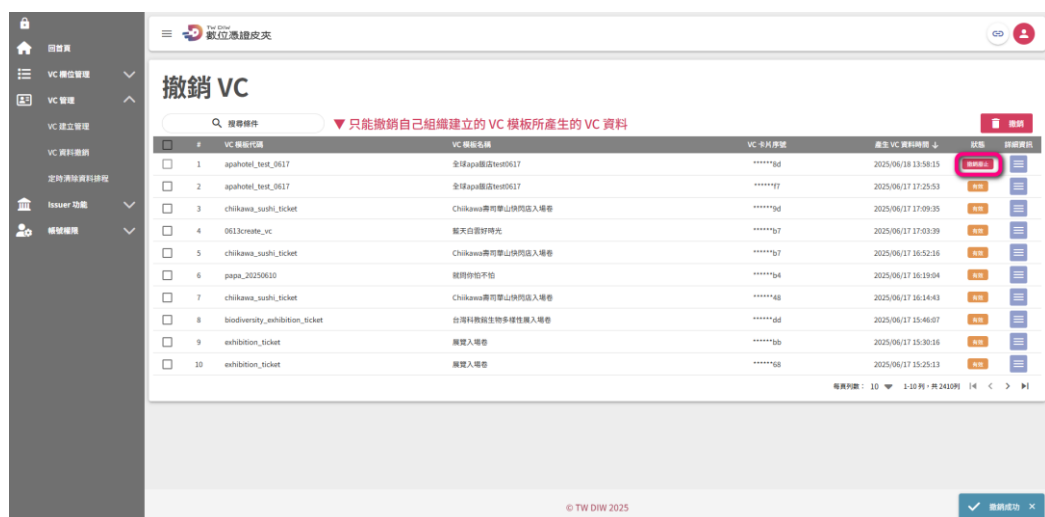 TW DIW
數位憑證皮夾
回首頁
VC 欄位管理
VC 管理
VC 建立管理
VC 資料撤銷
定時清除資料排程
Issuer 功能
帳號權限
撤銷 VC
搜尋條件
▼ 只能撤銷自己組織建立的 VC 模板所產生的 VC 資料
撤銷
# VC 模板代碼 VC 模板名稱 VC 卡片序號 產生 VC 資料時間 ↓ 狀態 詳細資訊
1 apahotel_test_0617 全球apa飯店test0617 ******8d 2025/06/18 13:58:15
2 apahotel_test_0617 全球apa飯店test0617 ******f7 2025/06/17 17:25:53 有效
3 chiikawa_sushi_ticket Chiikawa壽司華山快閃店入場卷 ******9d 2025/06/17 17:09:35 有效
4 0613create_vc 藍天白雲好時光 ******b7 2025/06/17 17:03:39 有效
5 chiikawa_sushi_ticket Chiikawa壽司華山快閃店入場卷 ******b7 2025/06/17 16:52:16 有效
6 papa_20250610 就問你怕不怕 ******b4 2025/06/17 16:19:04 有效
7 chiikawa_sushi_ticket Chiikawa壽司華山快閃店入場卷 ******48 2025/06/17 16:14:43 有效
8 biodiversity_exhibition_ticket 台灣科教館生物多樣性展入場卷 ******dd 2025/06/17 15:46:07 有效
9 exhibition_ticket 展覽入場卷 ******bb 2025/06/17 15:30:16 有效
10 exhibition_ticket 展覽入場卷 ******68 2025/06/17 15:25:13 有效
每頁列數： 10 1-10 列，共 2410列
© TW DIW 2025
撤銷成功 ×